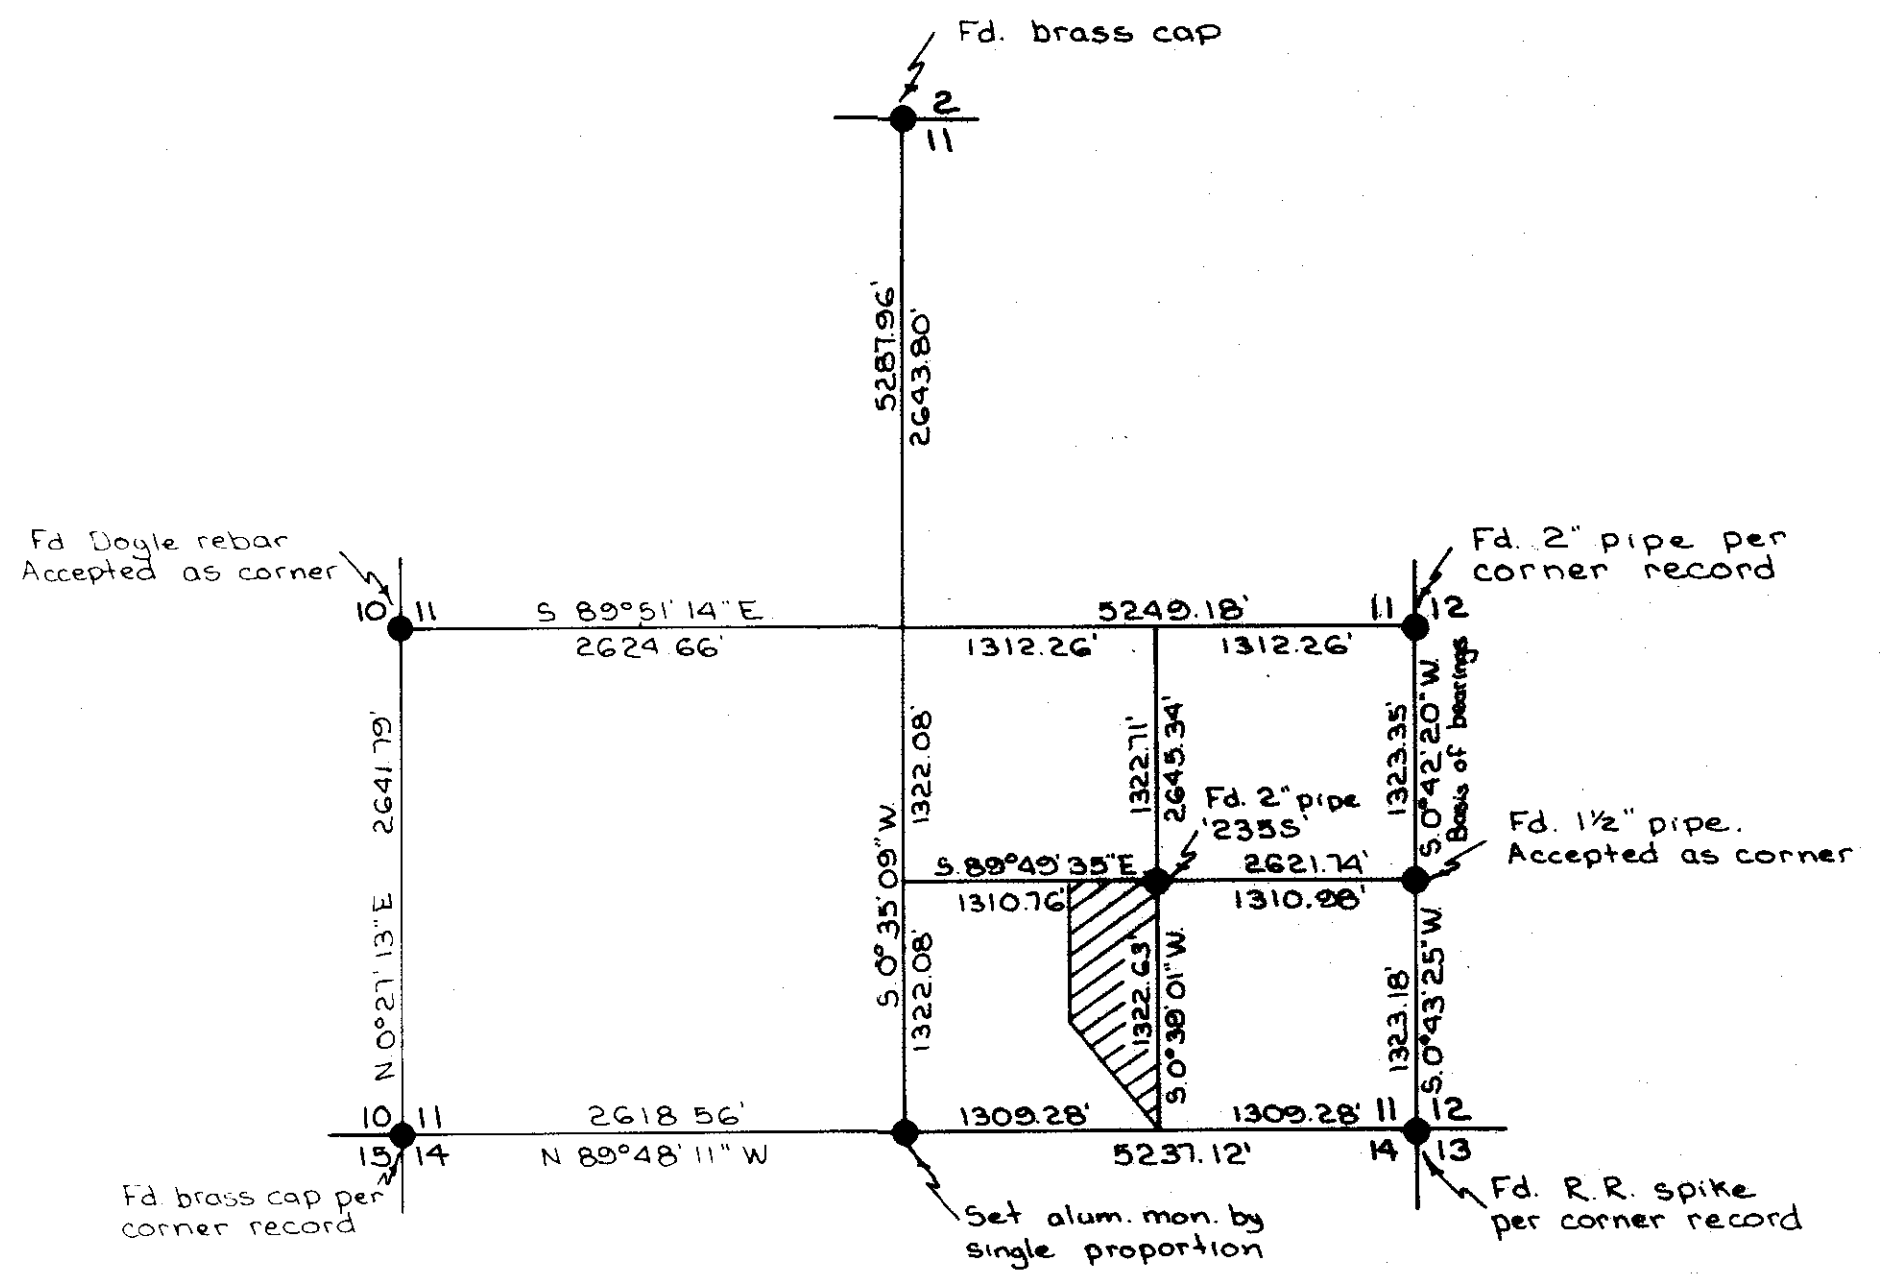 Fd. brass cap
2
11
5287.96'
2643.80'
Fd Doyle rebar
Accepted as corner
Fd. 2" pipe per
corner record
10 11
S 89°51'14"E
5249.18'
11 12
2624.66'
1312.26'
1312.26'
N 0°27'13"E 2641.79'
S. 0°35'09"W.
1322.08'
1322.08'
1322.71'
2645.34'
1323.35'
S. 0°42'20"W.
Basis of bearings
Fd. 2" pipe
'2355'
Fd. 1½" pipe.
Accepted as corner
S. 89°49'35"E
2621.74'
1310.76'
1310.98'
1322.63'
S. 0°38'01"W.
1323.18'
S. 0°43'25"W.
10 11
2618.56'
1309.28'
1309.28'
11 12
15 14
N 89°48'11" W
5237.12'
14 13
Fd. brass cap per
corner record
Set alum. mon. by
single proportion
Fd. R.R. spike
per corner record